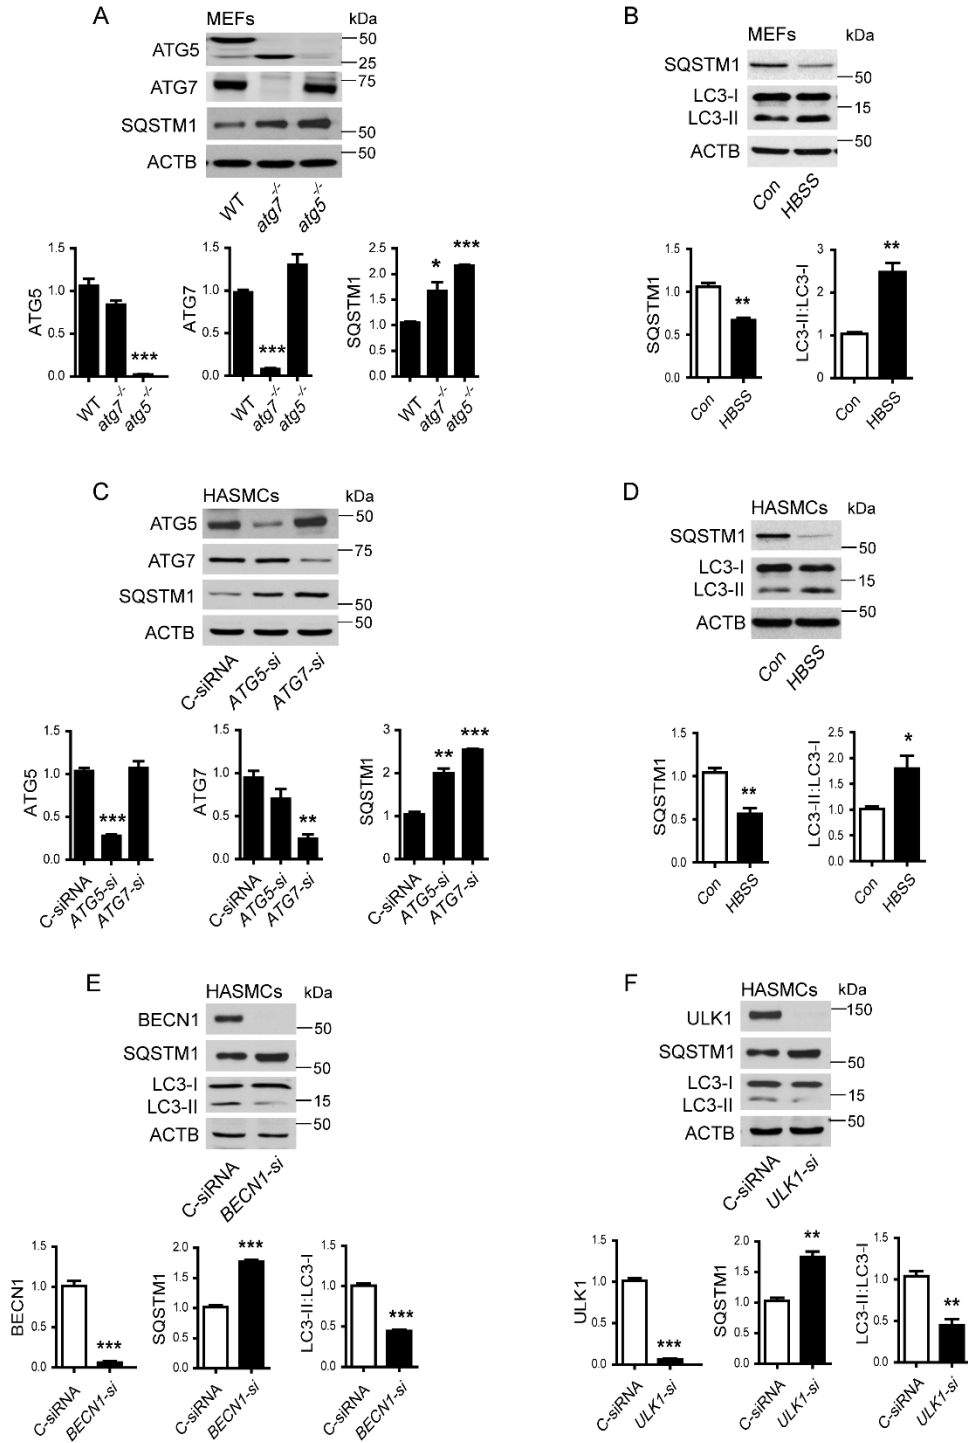 A
MEFs
kDa
ATG5
50
25
ATG7
75
SQSTM1
50
ACTB
50
WT
atg7-/-
atg5-/-
ATG5
1.5
1.0
0.5
0.0
***
WT
atg7-/-
atg5-/-
ATG7
1.5
1.0
0.5
0.0
***
WT
atg7-/-
atg5-/-
SQSTM1
2.5
2.0
1.5
1.0
0.5
0.0
*
***
WT
atg7-/-
atg5-/-
B
MEFs
kDa
SQSTM1
50
LC3-I
15
LC3-II
ACTB
50
Con
HBSS
SQSTM1
1.5
1.0
0.5
0.0
**
Con
HBSS
LC3-II:LC3-I
3
2
1
0
**
Con
HBSS
C
HASMCs
kDa
ATG5
50
ATG7
75
SQSTM1
50
ACTB
50
C-siRNA
ATG5-si
ATG7-si
ATG5
1.5
1.0
0.5
0.0
***
C-siRNA
ATG5-si
ATG7-si
ATG7
1.5
1.0
0.5
0.0
**
C-siRNA
ATG5-si
ATG7-si
SQSTM1
3
2
1
0
**
***
C-siRNA
ATG5-si
ATG7-si
D
HASMCs
kDa
SQSTM1
50
LC3-I
15
LC3-II
ACTB
50
Con
HBSS
SQSTM1
1.5
1.0
0.5
0.0
**
Con
HBSS
LC3-II:LC3-I
2.5
2.0
1.5
1.0
0.5
0.0
*
Con
HBSS
E
HASMCs
kDa
BECN1
50
SQSTM1
50
LC3-I
15
LC3-II
50
ACTB
C-siRNA
BECN1-si
BECN1
1.5
1.0
0.5
0.0
***
C-siRNA
BECN1-si
SQSTM1
2.0
1.5
1.0
0.5
0.0
***
C-siRNA
BECN1-si
LC3-II:LC3-I
1.5
1.0
0.5
0.0
***
C-siRNA
BECN1-si
F
HASMCs
kDa
ULK1
150
SQSTM1
50
LC3-I
15
LC3-II
50
ACTB
C-siRNA
ULK1-si
ULK1
1.5
1.0
0.5
0.0
***
C-siRNA
ULK1-si
SQSTM1
2.0
1.5
1.0
0.5
0.0
**
C-siRNA
ULK1-si
LC3-II:LC3-I
1.5
1.0
0.5
0.0
**
C-siRNA
ULK1-si